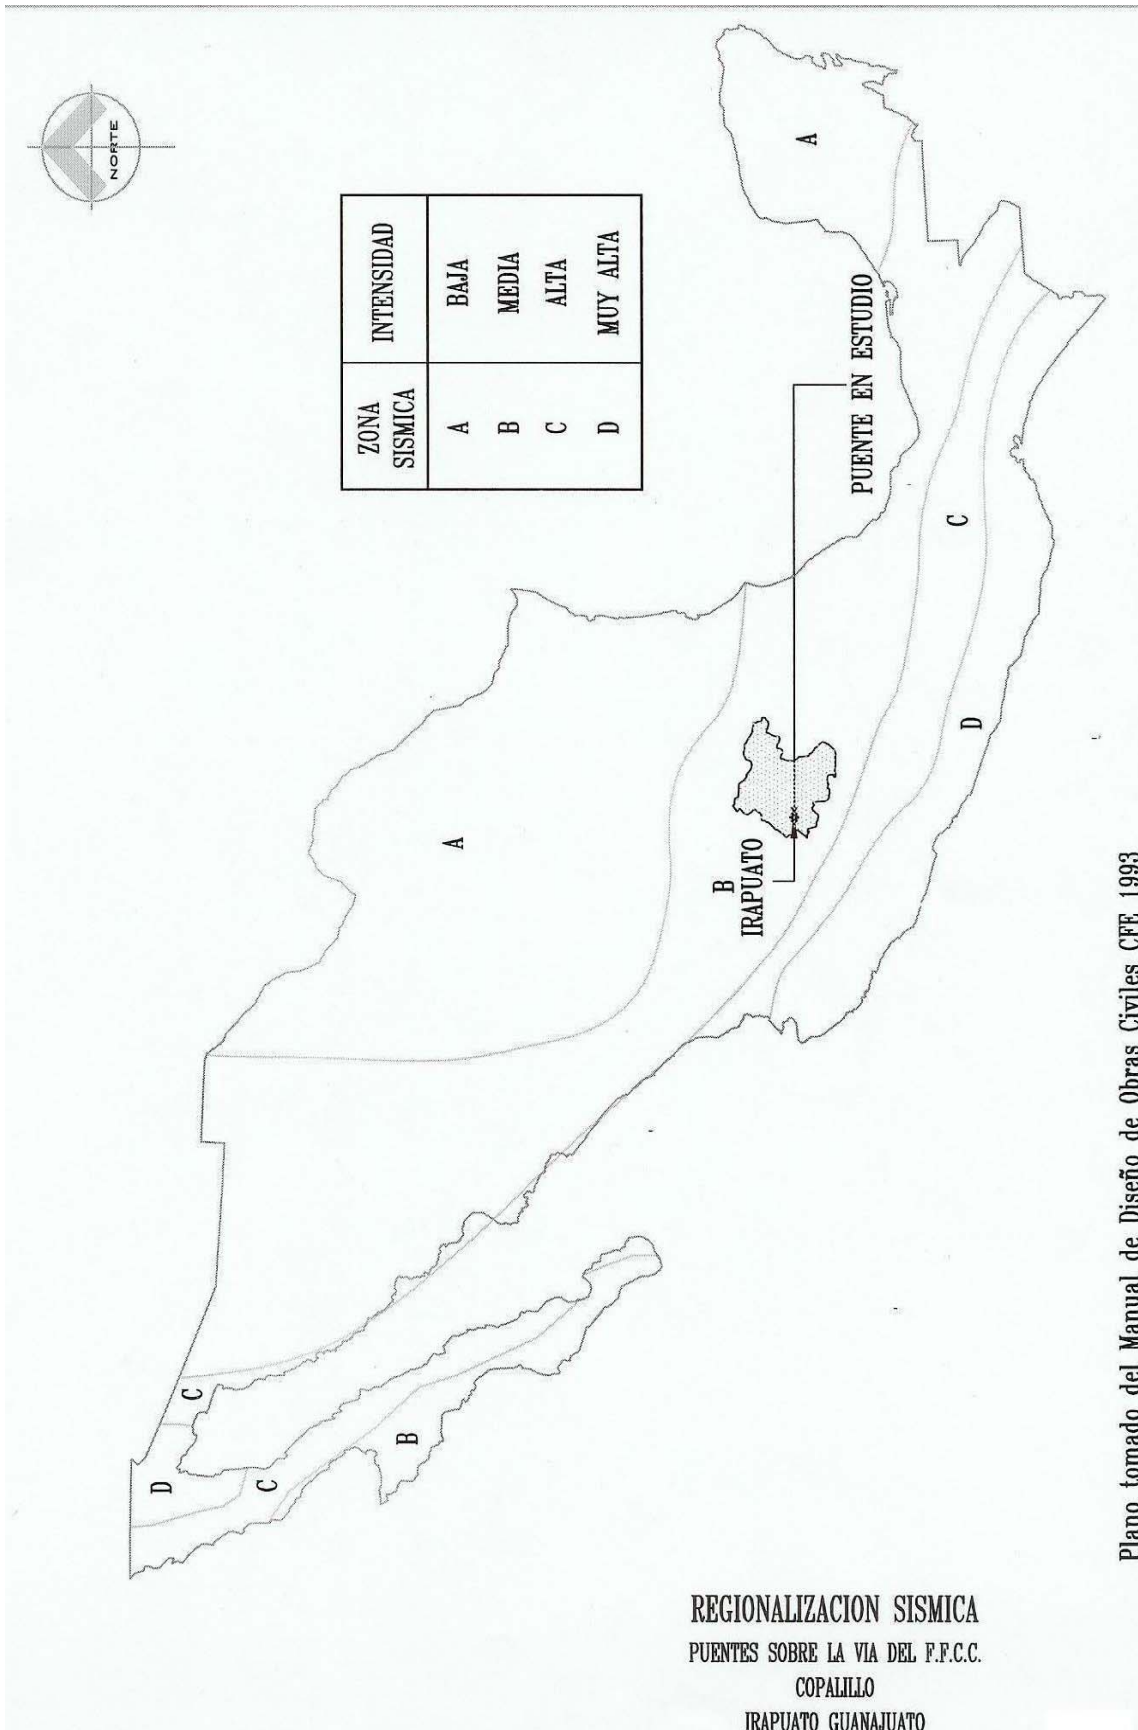 NORTE
ZONA SISMICA INTENSIDAD
A BAJA
B MEDIA
C ALTA
D MUY ALTA
A
PUENTE EN ESTUDIO
A
B
IRAPUATO
C
D
C
D
C
B
Plano tomado del Manual de Diseño de Obras Civiles CFE 1993
REGIONALIZACION SISMICA
PUENTES SOBRE LA VIA DEL F.F.C.C.
COPALILLO
IRAPUATO GUANAJUATO